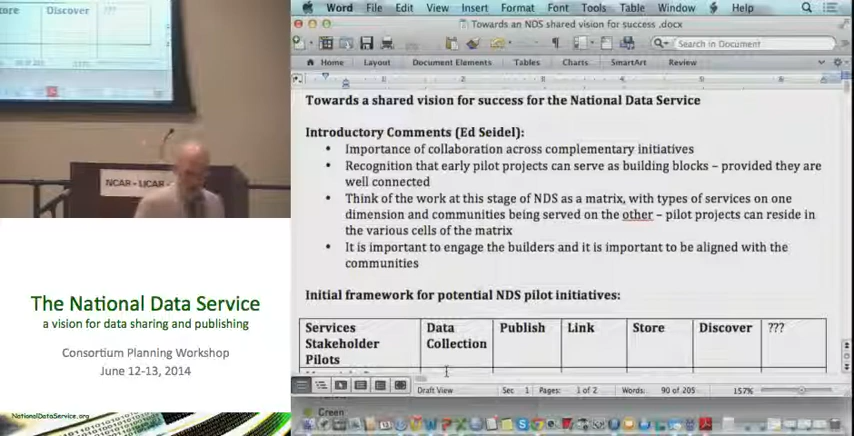 ore
Discover
???
NCAR - UCAR
The National Data Service
a vision for data sharing and publishing
Consortium Planning Workshop
June 12-13, 2014
NationalDataService.org
Word File Edit View Insert Format Font Tools Table Window Help
Towards an NDS shared vision for success .docx
Search in Document
Home Layout Document Elements Tables Charts SmartArt Review
Towards a shared vision for success for the National Data Service
Introductory Comments (Ed Seidel):
• Importance of collaboration across complementary initiatives
• Recognition that early pilot projects can serve as building blocks – provided they are
well connected
• Think of the work at this stage of NDS as a matrix, with types of services on one
dimension and communities being served on the other – pilot projects can reside in
the various cells of the matrix
• It is important to engage the builders and it is important to be aligned with the
communities
Initial framework for potential NDS pilot initiatives:
Services Data Publish Link Store Discover ???
Stakeholder Collection
Pilots
Draft View Sec 1 Pages: 1 of 2 Words: 90 of 205 157%
Green